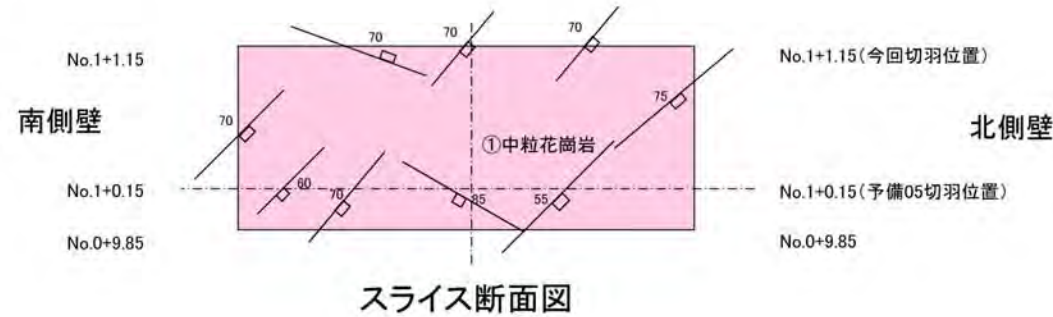 No.1+1.15
70
70
70
No.1+1.15(今回切羽位置)
南側壁
70
①中粒花崗岩
75
北側壁
No.1+0.15
60
70
85
55
No.1+0.15(予備05切羽位置)
No.0+9.85
No.0+9.85
スライス断面図